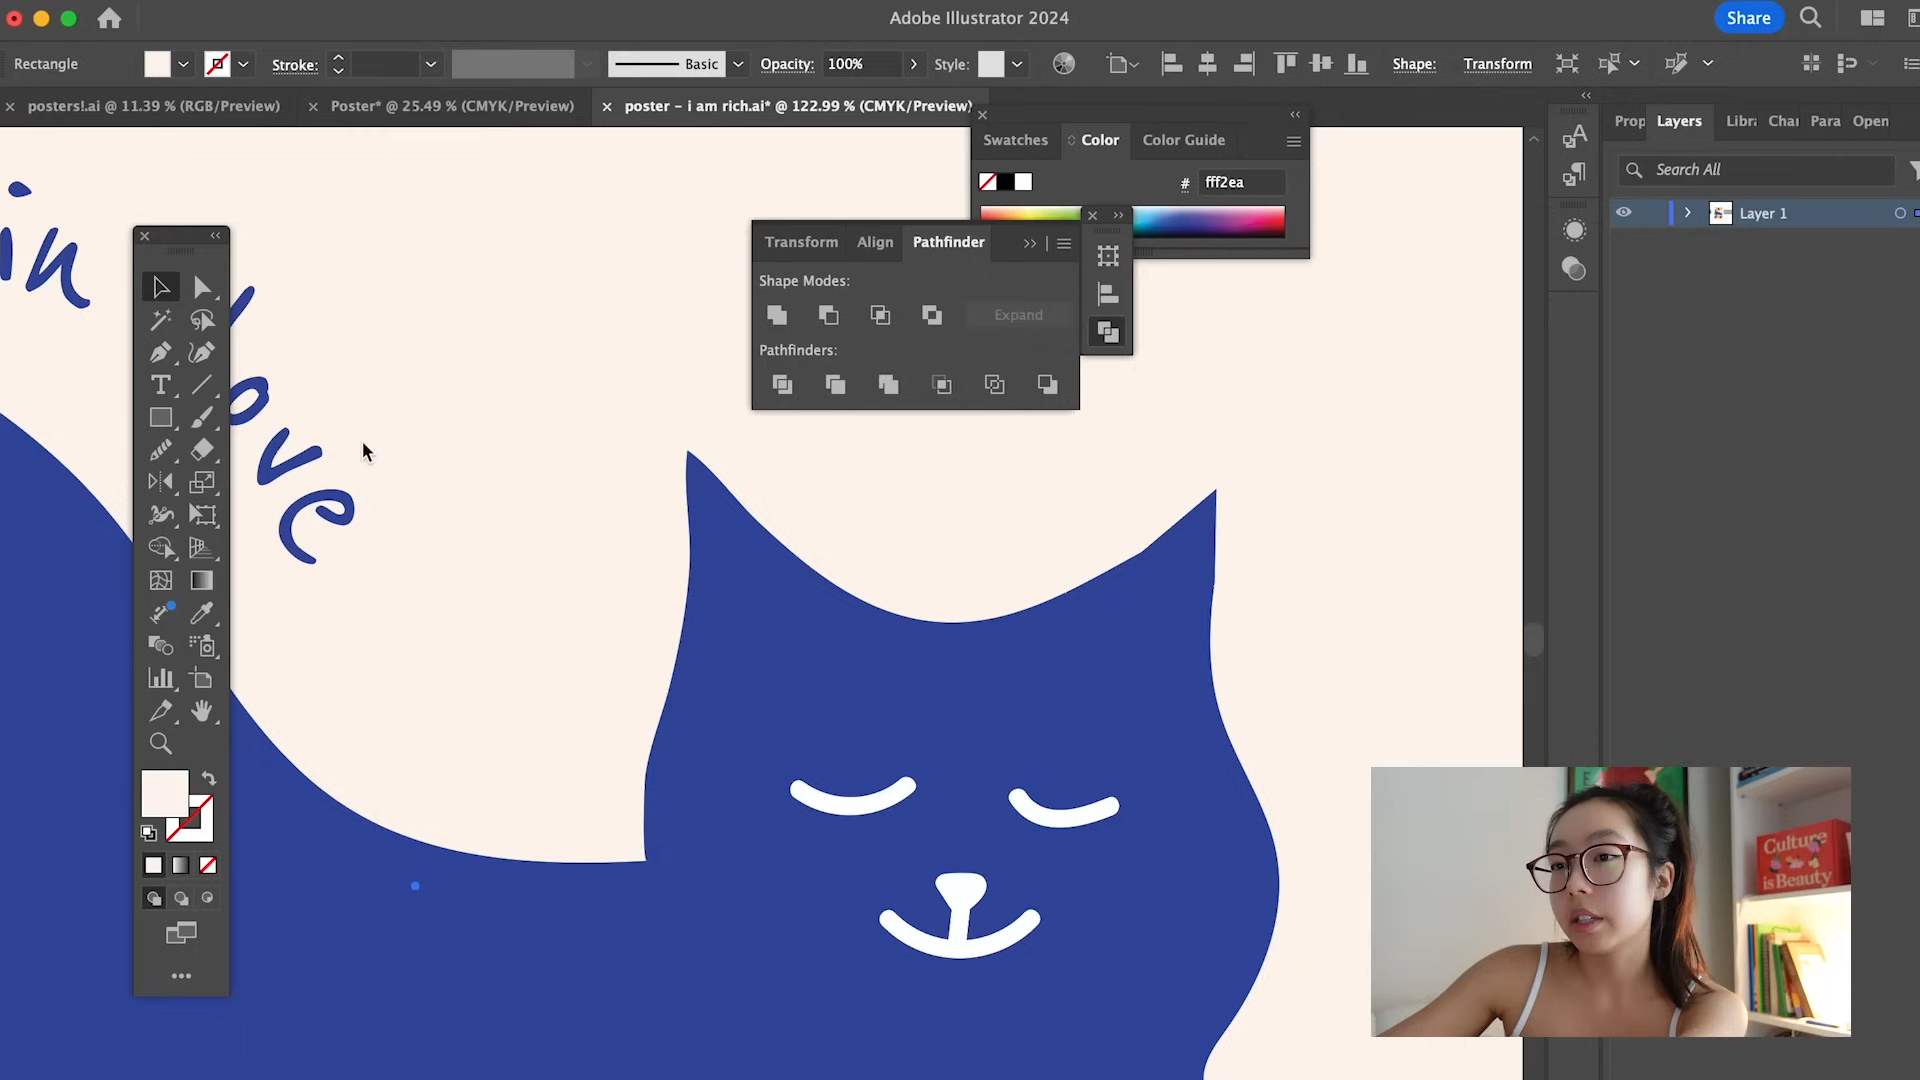 Adobe Illustrator 2024
Share
Rectangle
Stroke:
Basic
Opacity: 100%
Style:
Shape:
Transform
posters!.ai @ 11.39 % (RGB/Preview)
Poster* @ 25.49 % (CMYK/Preview)
poster – i am rich.ai* @ 122.99 % (CMYK/Preview)
Swatches
Color
Color Guide
# fff2ea
Prop
Layers
Libra
Char
Para
Open
Search All
Layer 1
Transform
Align
Pathfinder
Shape Modes:
Expand
Pathfinders:
in
love
Culture
is Beauty